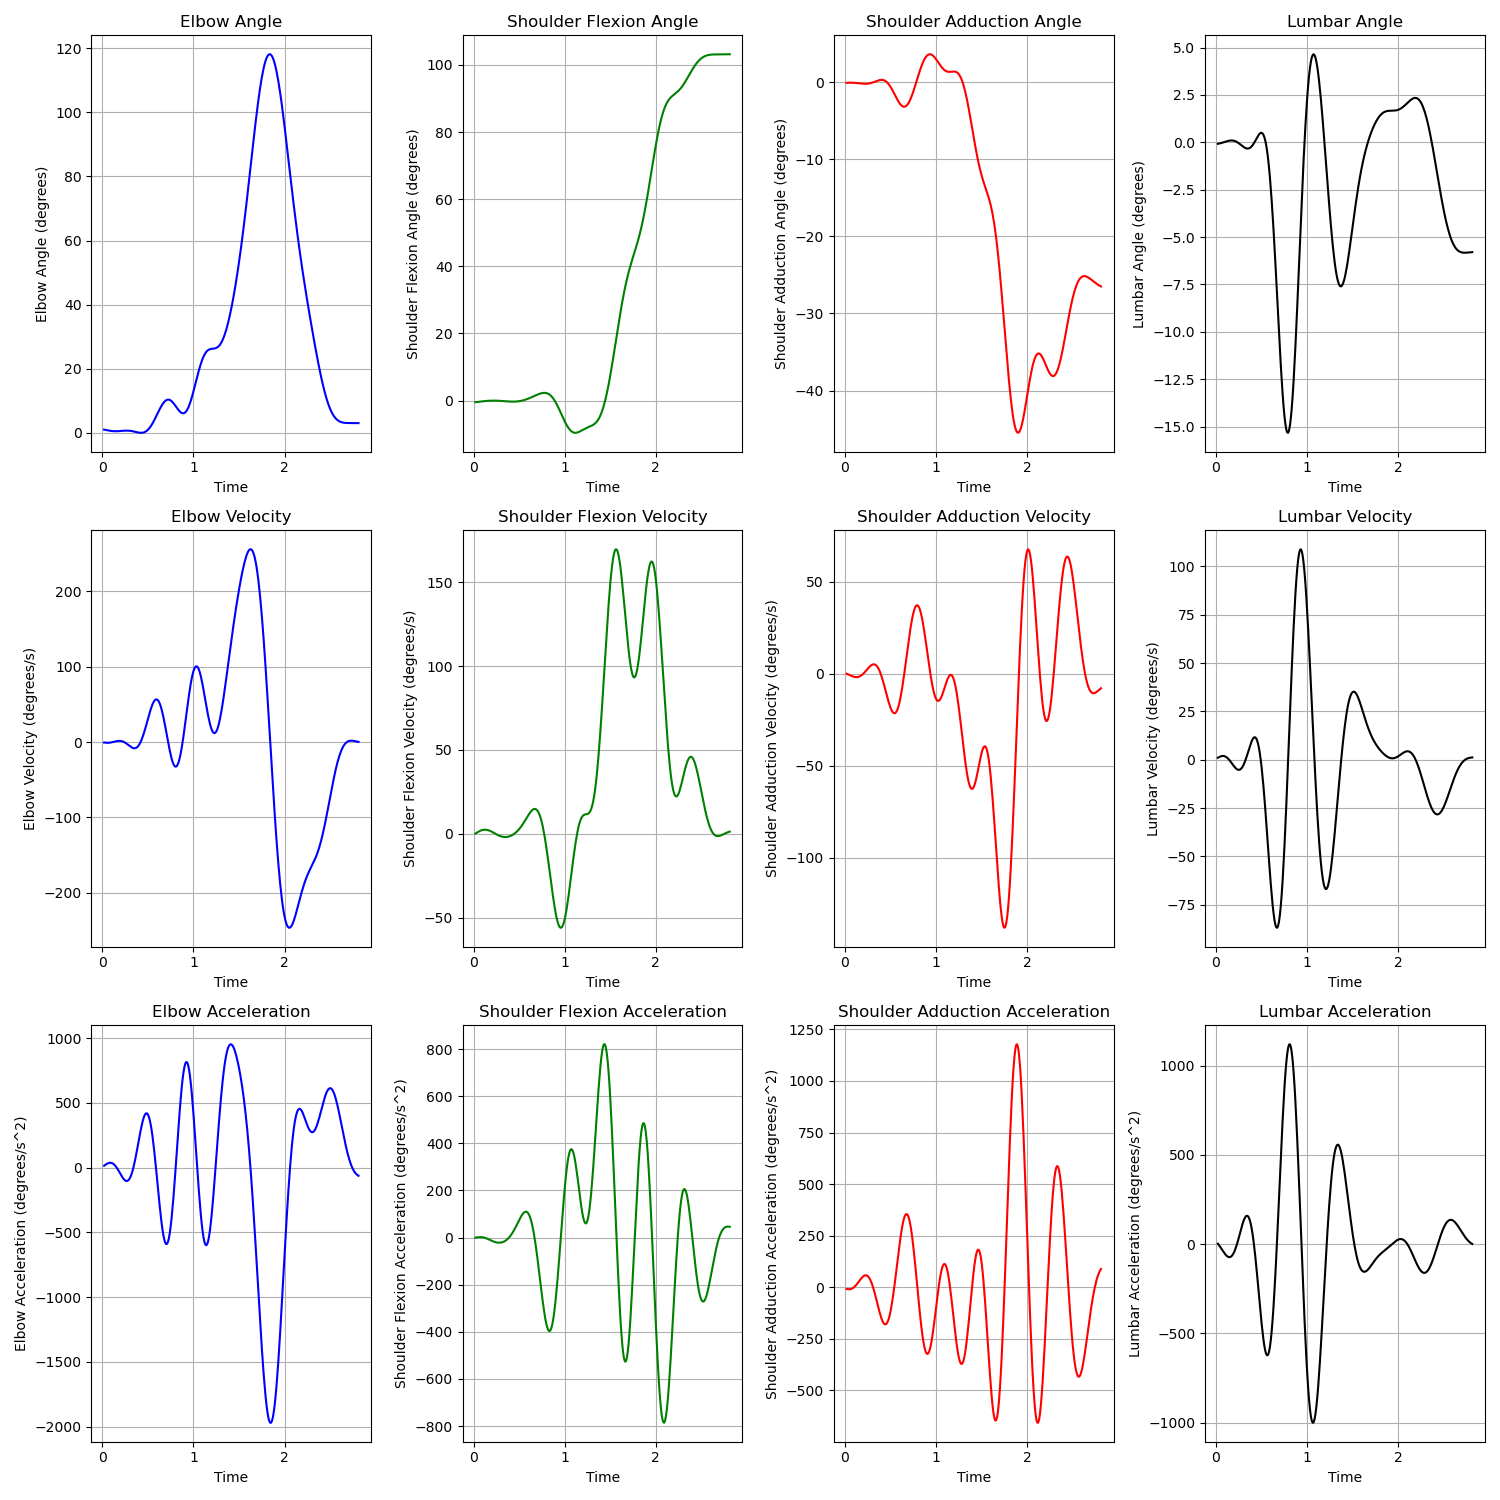 Elbow Angle
Elbow Angle (degrees)
120
100
80
60
40
20
0
0 1 2
Time
Shoulder Flexion Angle
Shoulder Flexion Angle (degrees)
100
80
60
40
20
0
0 1 2
Time
Shoulder Adduction Angle
Shoulder Adduction Angle (degrees)
0
−10
−20
−30
−40
0 1 2
Time
Lumbar Angle
Lumbar Angle (degrees)
5.0
2.5
0.0
−2.5
−5.0
−7.5
−10.0
−12.5
−15.0
0 1 2
Time
Elbow Velocity
Elbow Velocity (degrees/s)
200
100
0
−100
−200
0 1 2
Time
Shoulder Flexion Velocity
Shoulder Flexion Velocity (degrees/s)
150
100
50
0
−50
0 1 2
Time
Shoulder Adduction Velocity
Shoulder Adduction Velocity (degrees/s)
50
0
−50
−100
0 1 2
Time
Lumbar Velocity
Lumbar Velocity (degrees/s)
100
75
50
25
0
−25
−50
−75
0 1 2
Time
Elbow Acceleration
Elbow Acceleration (degrees/s^2)
1000
500
0
−500
−1000
−1500
−2000
0 1 2
Time
Shoulder Flexion Acceleration
Shoulder Flexion Acceleration (degrees/s^2)
800
600
400
200
0
−200
−400
−600
−800
0 1 2
Time
Shoulder Adduction Acceleration
Shoulder Adduction Acceleration (degrees/s^2)
1250
1000
750
500
250
0
−250
−500
0 1 2
Time
Lumbar Acceleration
Lumbar Acceleration (degrees/s^2)
1000
500
0
−500
−1000
0 1 2
Time